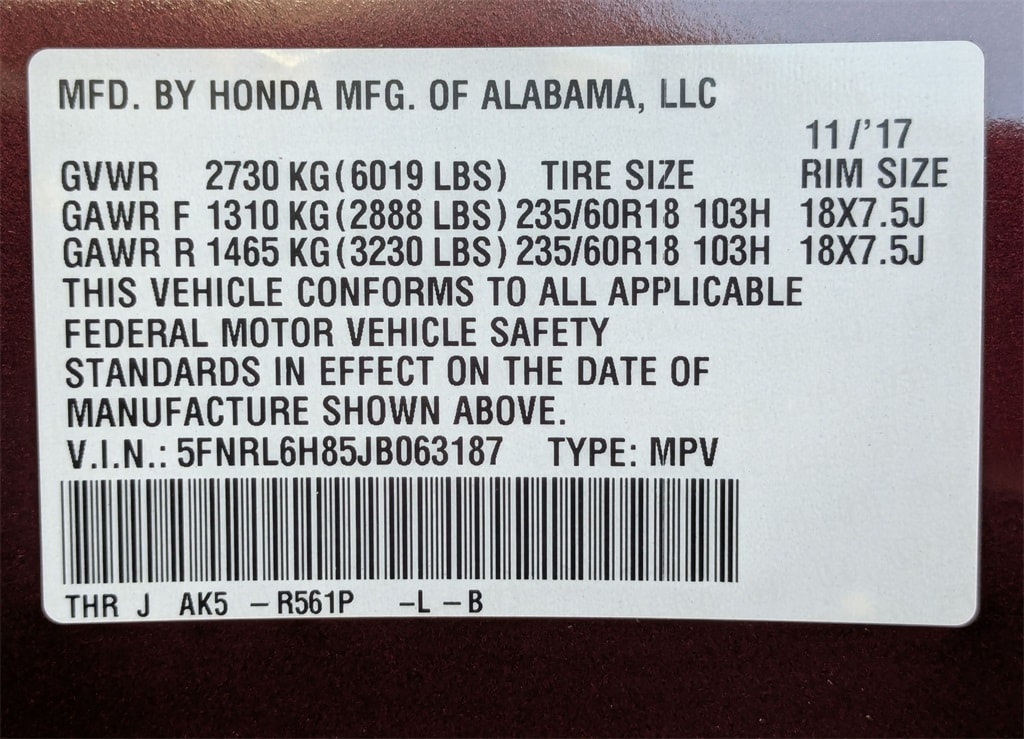 MFD. BY HONDA MFG. OF ALABAMA, LLC
11/'17
GVWR 2730 KG(6019 LBS) TIRE SIZE RIM SIZE
GAWR F 1310 KG(2888 LBS) 235/60R18 103H 18X7.5J
GAWR R 1465 KG(3230 LBS) 235/60R18 103H 18X7.5J
THIS VEHICLE CONFORMS TO ALL APPLICABLE
FEDERAL MOTOR VEHICLE SAFETY
STANDARDS IN EFFECT ON THE DATE OF
MANUFACTURE SHOWN ABOVE.
V.I.N.: 5FNRL6H85JB063187 TYPE: MPV
THR J AK5 -R561P -L-B